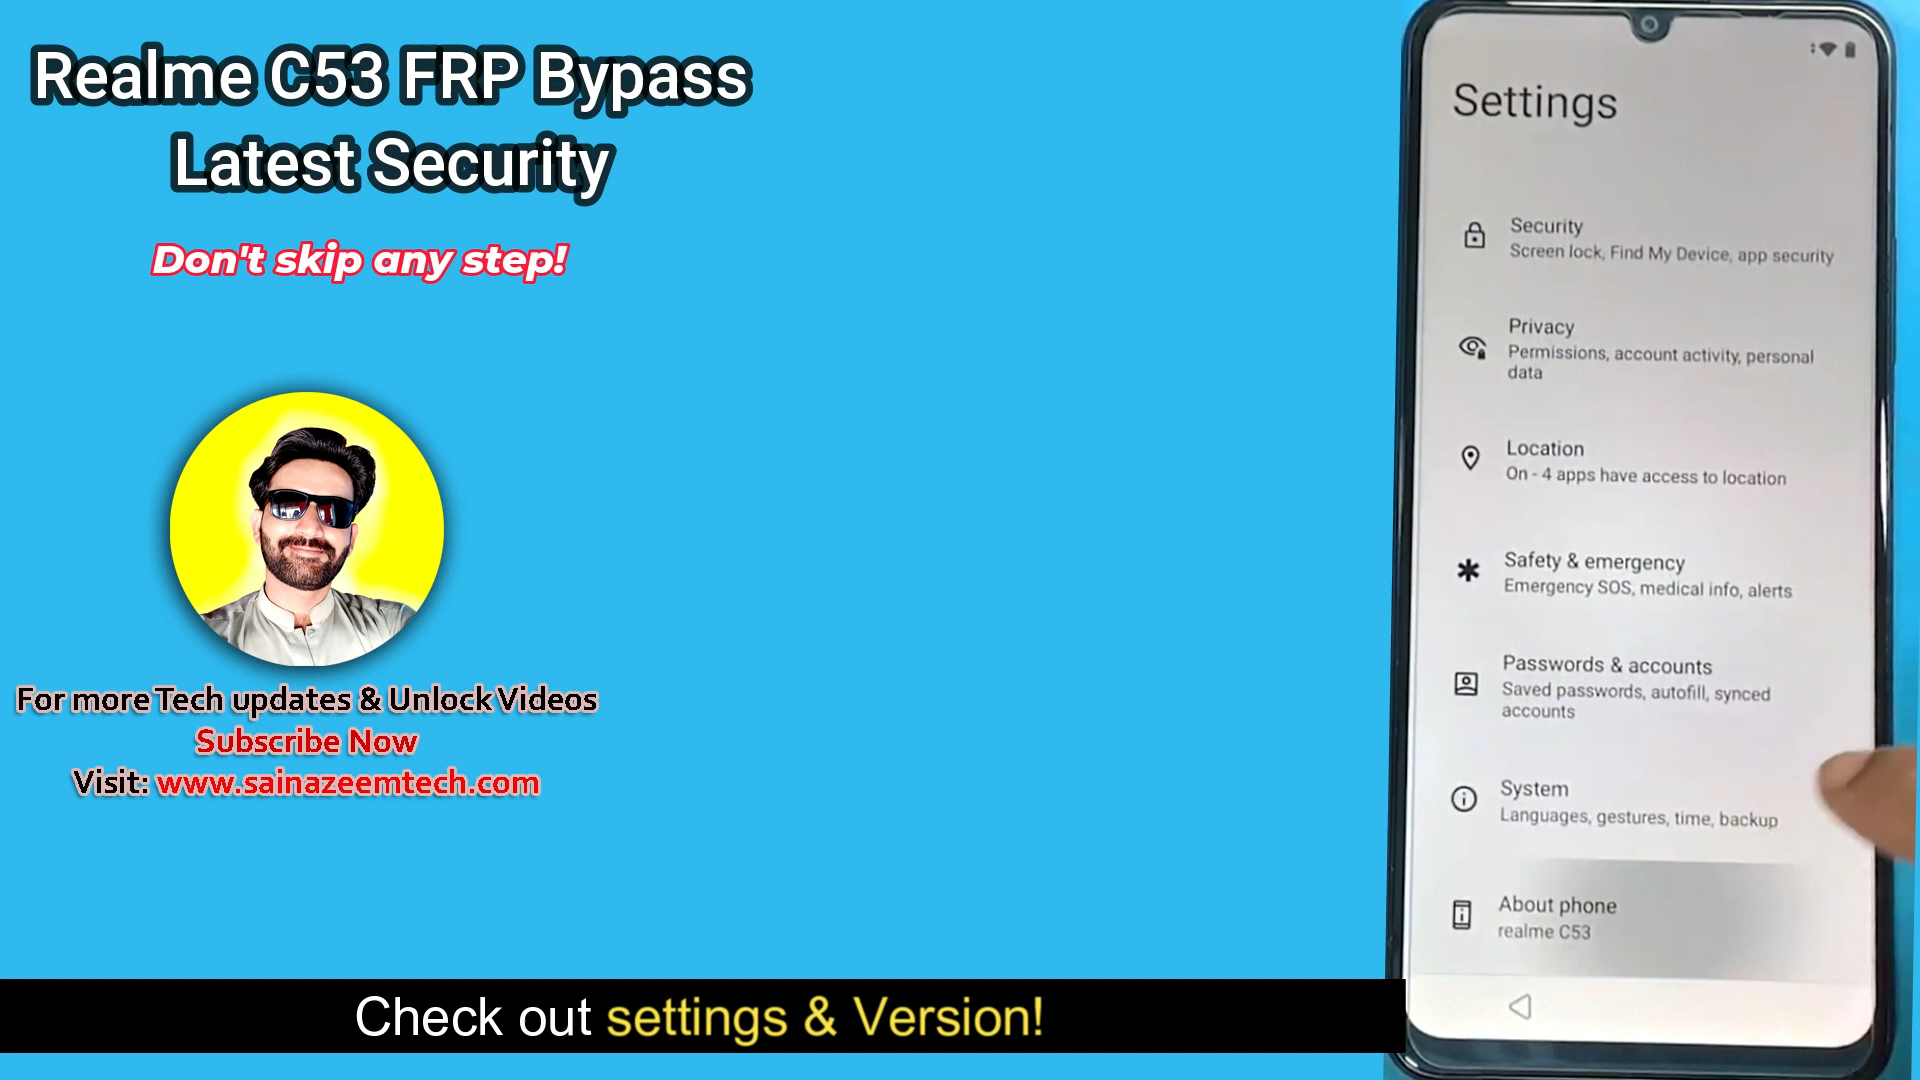 Realme C53 FRP Bypass
Latest Security
Don't skip any step!
For more Tech updates & Unlock Videos
Subscribe Now
Visit: www.sainazeemtech.com
Check out settings & Version!
Settings
Security
Screen lock, Find My Device, app security
Privacy
Permissions, account activity, personal
data
Location
On - 4 apps have access to location
Safety & emergency
Emergency SOS, medical info, alerts
Passwords & accounts
Saved passwords, autofill, synced
accounts
System
Languages, gestures, time, backup
About phone
realme C53